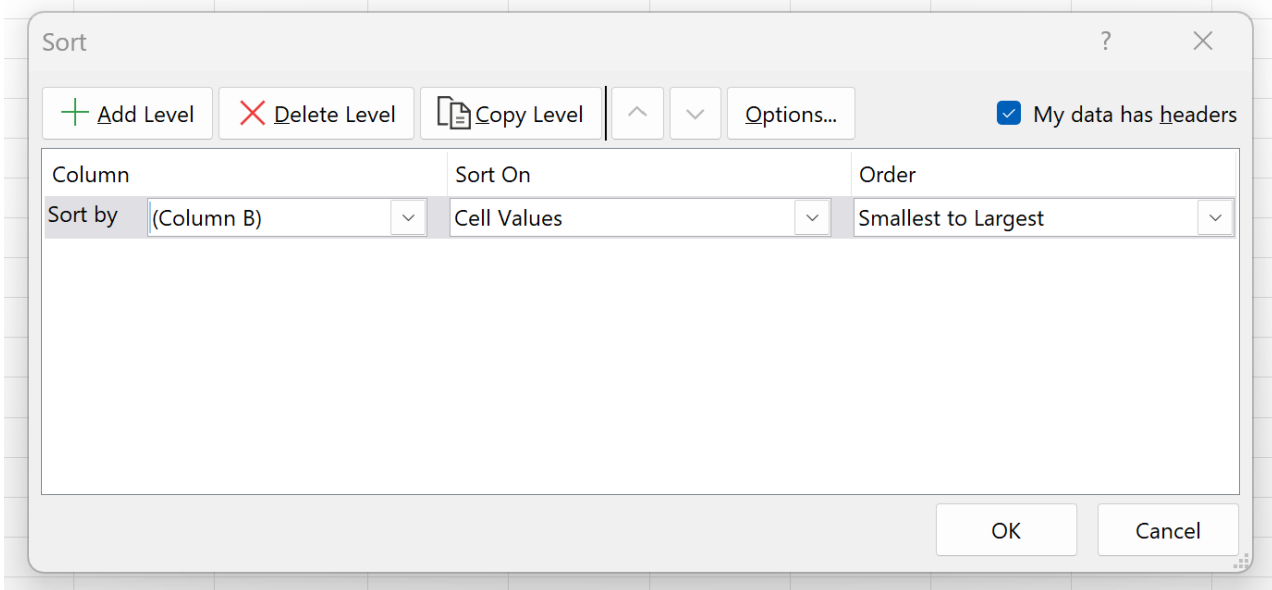 Sort
Add Level Delete Level Copy Level Options... My data has headers
Column Sort On Order
Sort by (Column B) Cell Values Smallest to Largest
OK Cancel